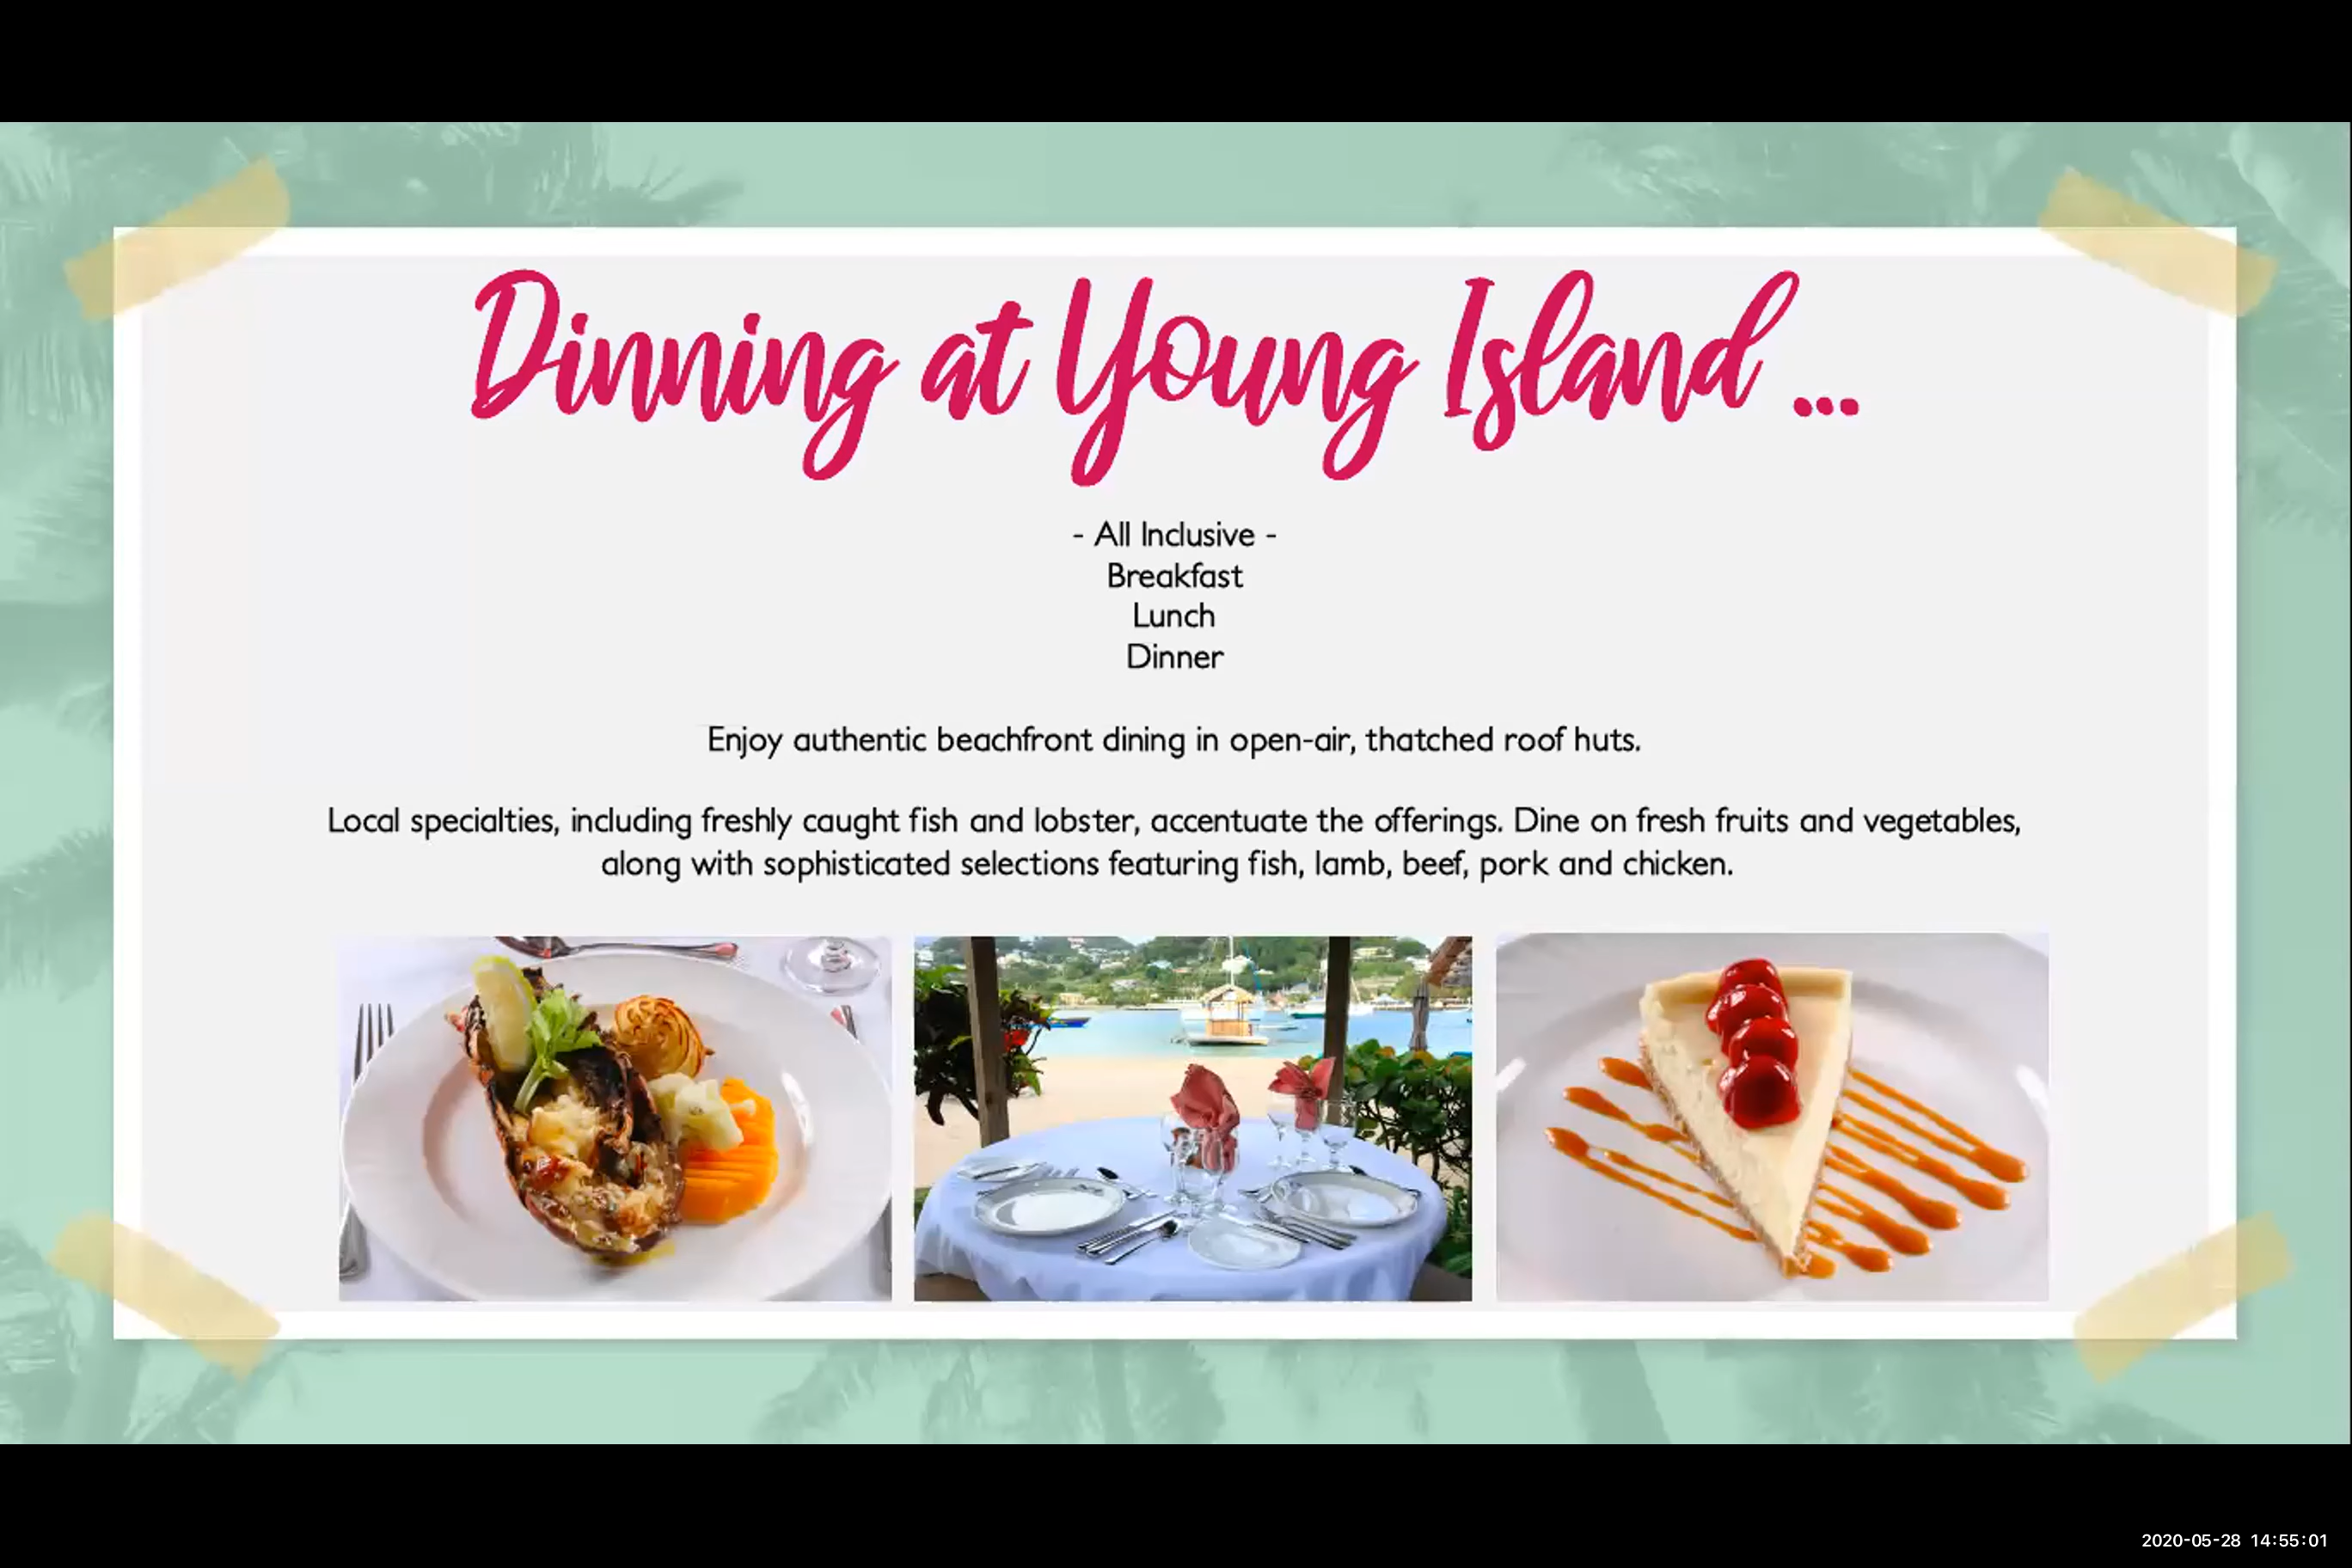 Dinning at Young Island ...
- All Inclusive -
Breakfast
Lunch
Dinner
Enjoy authentic beachfront dining in open-air, thatched roof huts.
Local specialties, including freshly caught fish and lobster, accentuate the offerings. Dine on fresh fruits and vegetables,
along with sophisticated selections featuring fish, lamb, beef, pork and chicken.
2020-05-28 14:55:01